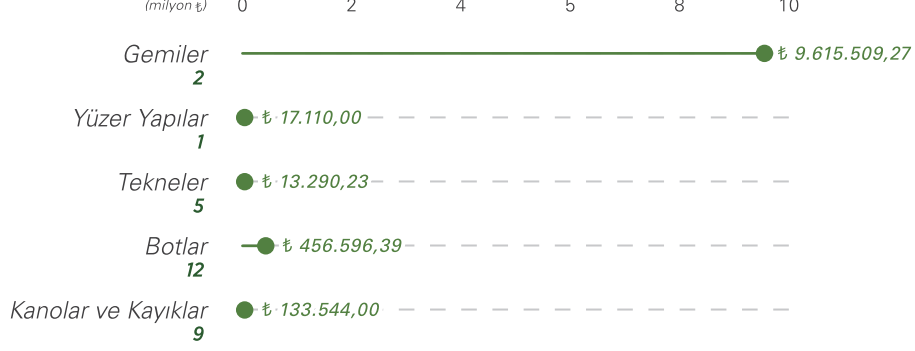 (milyon ₺) 0 2 4 5 8 10
Gemiler ₺ 9.615.509,27
2
Yüzer Yapılar ₺ 17.110,00
1
Tekneler ₺ 13.290,23
5
Botlar ₺ 456.596,39
12
Kanolar ve Kayıklar ₺ 133.544,00
9